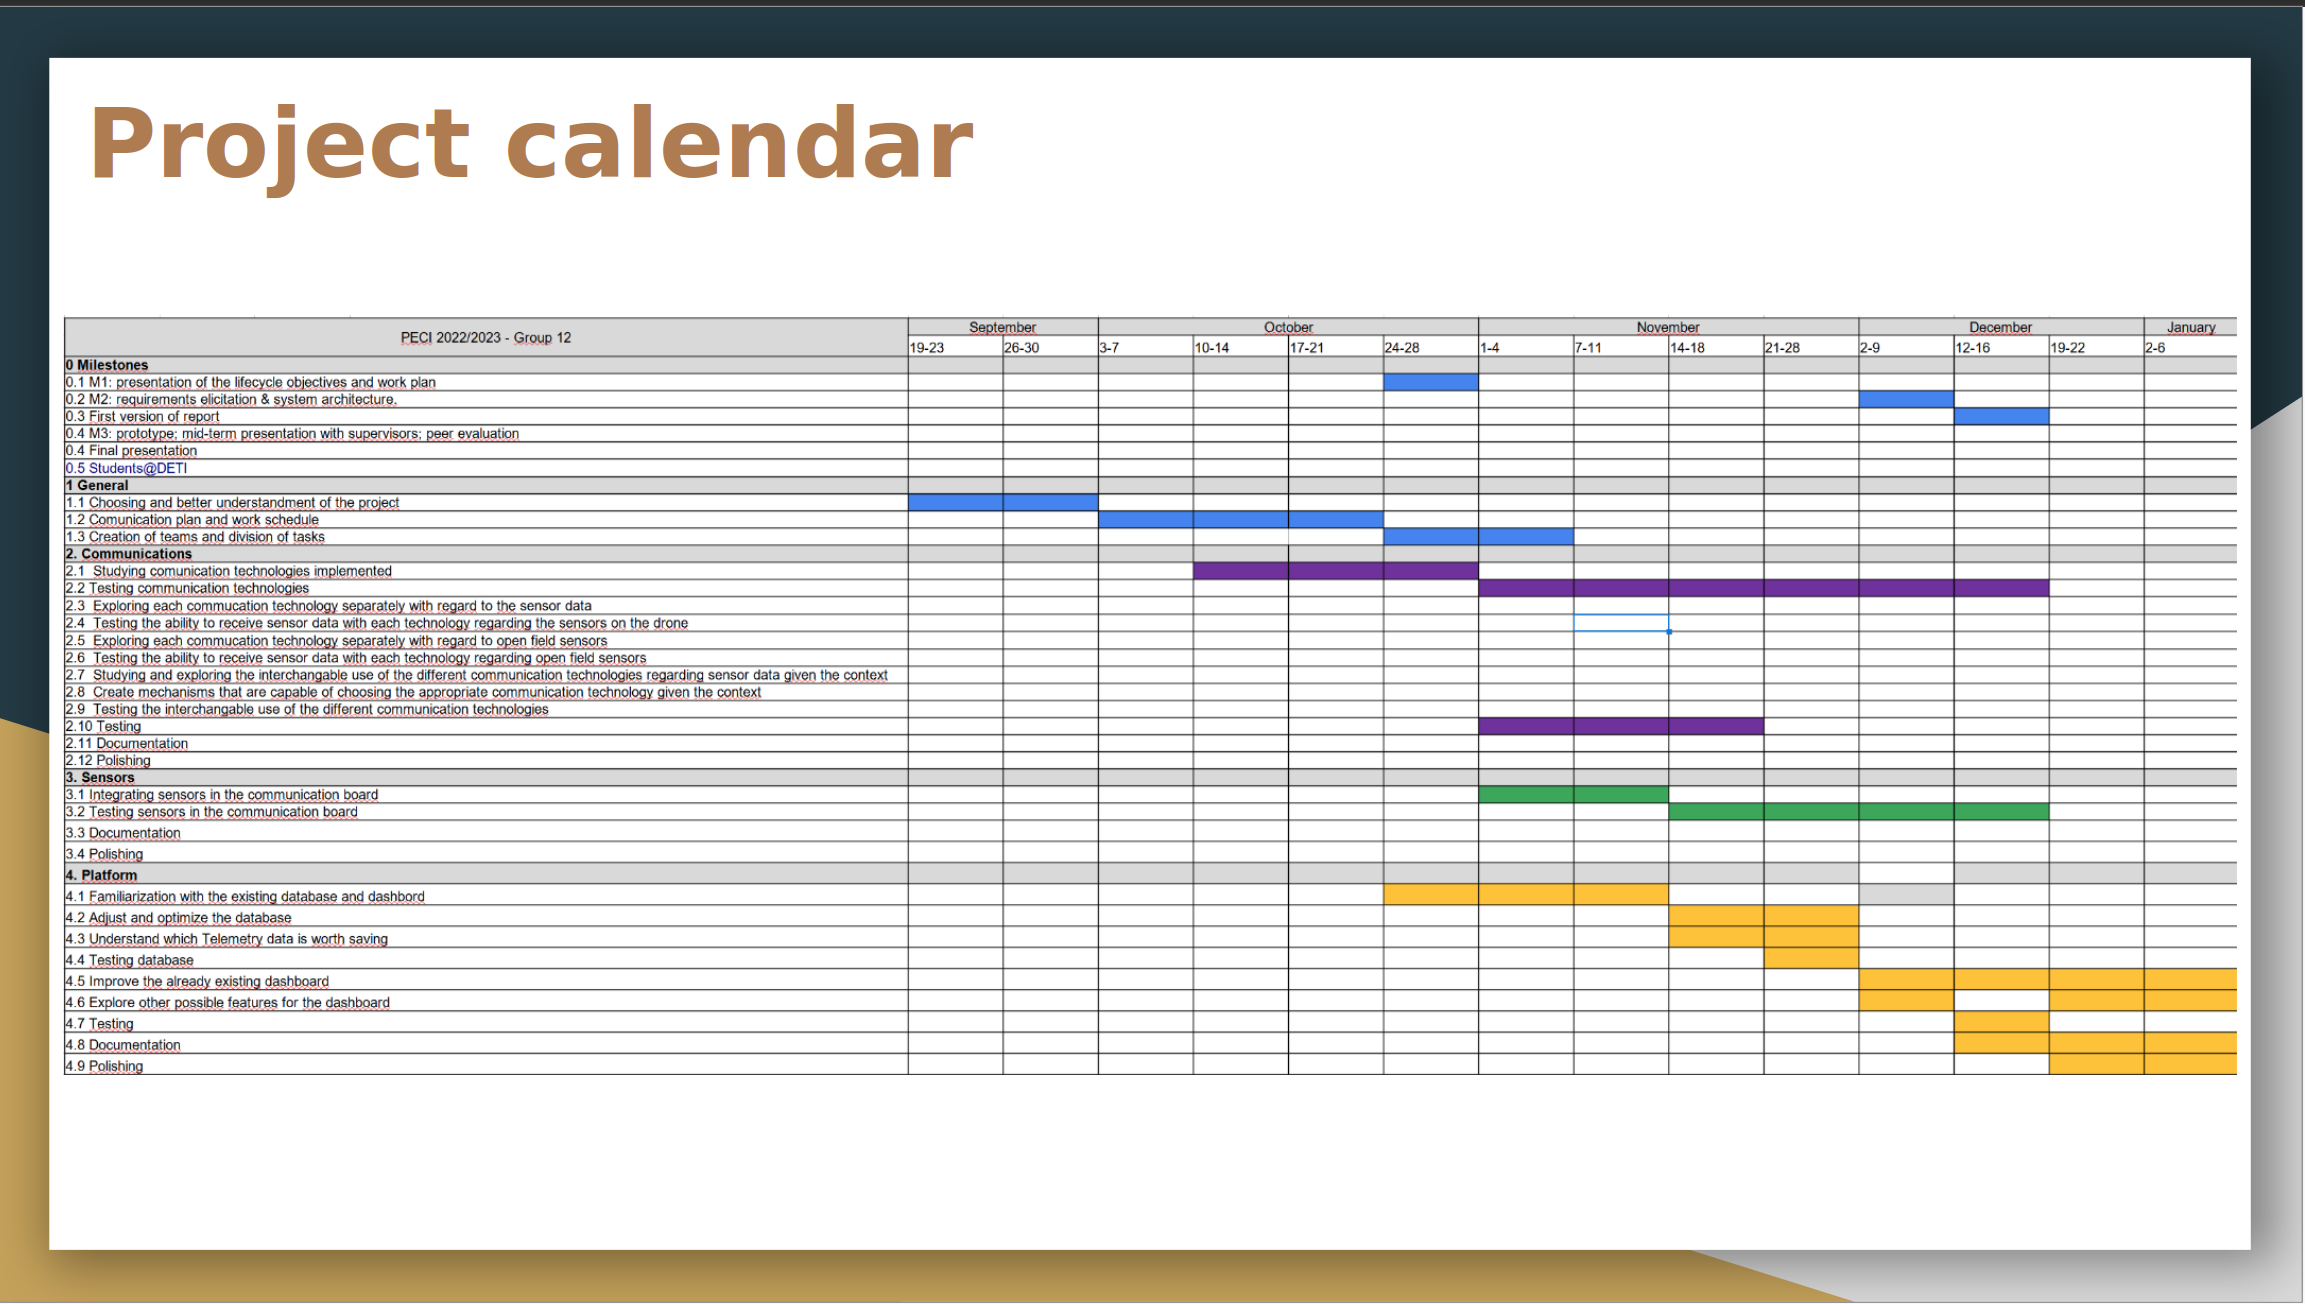 Project calendar
PECI 2022/2023 - Group 12
September October November December January
19-23 26-30 3-7 10-14 17-21 24-28 1-4 7-11 14-18 21-28 2-9 12-16 19-22 2-6
0 Milestones
0.1 M1: presentation of the lifecycle objectives and work plan
0.2 M2: requirements elicitation & system architecture.
0.3 First version of report
0.4 M3: prototype; mid-term presentation with supervisors; peer evaluation
0.4 Final presentation
0.5 Students@DETI
1 General
1.1 Choosing and better understandment of the project
1.2 Comunication plan and work schedule
1.3 Creation of teams and division of tasks
2. Communications
2.1 Studying comunication technologies implemented
2.2 Testing communication technologies
2.3 Exploring each commucation technology separately with regard to the sensor data
2.4 Testing the ability to receive sensor data with each technology regarding the sensors on the drone
2.5 Exploring each commucation technology separately with regard to open field sensors
2.6 Testing the ability to receive sensor data with each technology regarding open field sensors
2.7 Studying and exploring the interchangable use of the different communication technologies regarding sensor data given the context
2.8 Create mechanisms that are capable of choosing the appropriate communication technology given the context
2.9 Testing the interchangable use of the different communication technologies
2.10 Testing
2.11 Documentation
2.12 Polishing
3. Sensors
3.1 Integrating sensors in the communication board
3.2 Testing sensors in the communication board
3.3 Documentation
3.4 Polishing
4. Platform
4.1 Familiarization with the existing database and dashbord
4.2 Adjust and optimize the database
4.3 Understand which Telemetry data is worth saving
4.4 Testing database
4.5 Improve the already existing dashboard
4.6 Explore other possible features for the dashboard
4.7 Testing
4.8 Documentation
4.9 Polishing